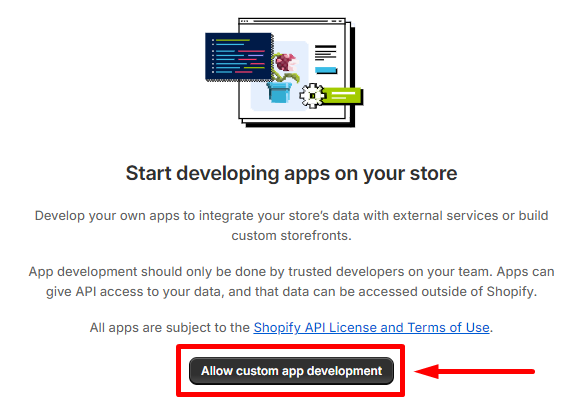 Start developing apps on your store
Develop your own apps to integrate your store’s data with external services or build
custom storefronts.
App development should only be done by trusted developers on your team. Apps can
give API access to your data, and that data can be accessed outside of Shopify.
All apps are subject to the Shopify API License and Terms of Use.
Allow custom app development